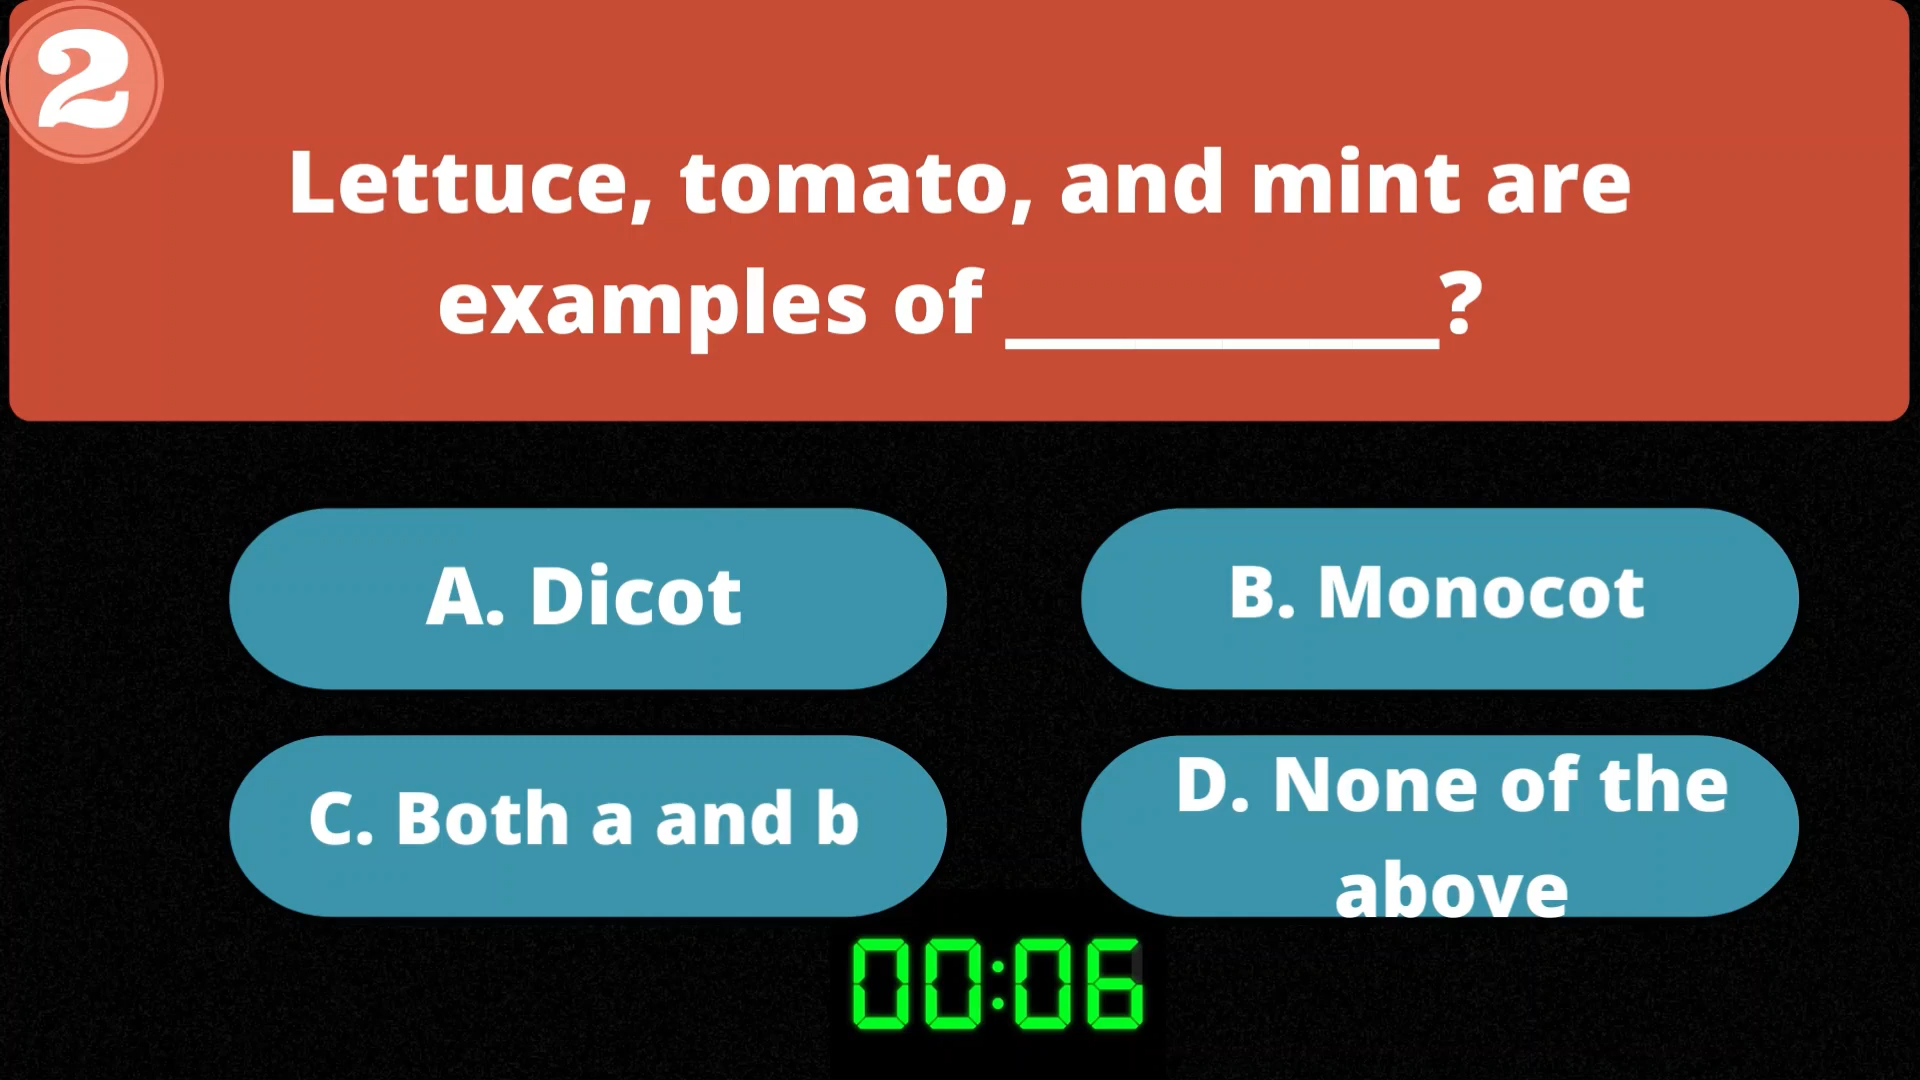 2
Lettuce, tomato, and mint are
examples of __________?
A. Dicot
B. Monocot
C. Both a and b
D. None of the
above
00:06